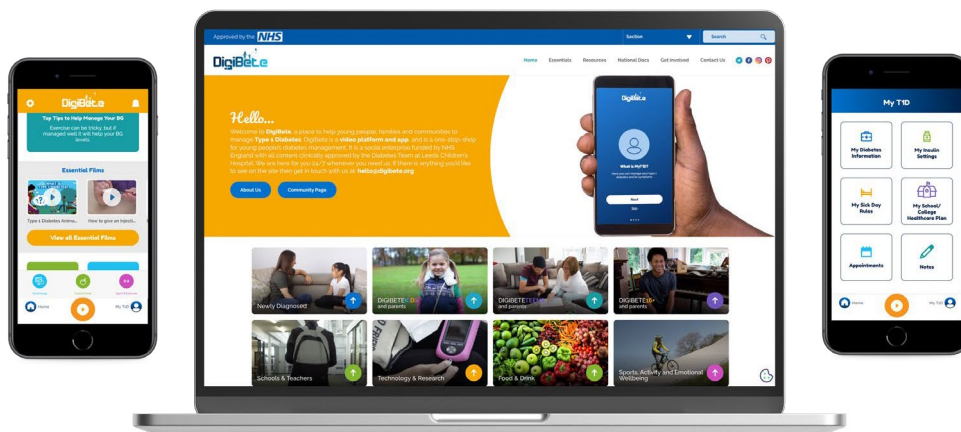 DigiBete
Top Tips to Help Manage Your BG
Exercise can be tricky, but if
managed well it will help your BG
levels.
Essential Films
Type 1 Diabetes Anima...
How to give an Injecti...
View all Essential Films
Home
My T1D
Approved by the NHS
Section
Search
DigiBete
Home
Essentials
Resources
National Docs
Get Involved
Contact Us
Hello...
Welcome to DigiBete, a place to help young people, families and communities to
manage Type 1 Diabetes. DigiBete is a video platform and app, and is a one-stop-shop
for young people's diabetes management. It is a social enterprise funded by NHS
England with all content clinically approved by the Diabetes Team at Leeds Children's
Hospital. We are here for you 24/7 whenever you need us. If there is anything you'd like
to see on the site then get in touch with us at hello@digibete.org
About Us
Community Page
DigiBete
What is MyT1D?
Next
Newly Diagnosed
and parents
DIGIBETETEENS
and parents
DIGIBETE16+
and parents
Schools & Teachers
Technology & Research
Food & Drink
Sports, Activity and Emotional
Wellbeing
My T1D
My Diabetes
Information
My Insulin
Settings
My Sick Day
Rules
My School/
College
Healthcare Plan
Appointments
Notes
Home
My T1D